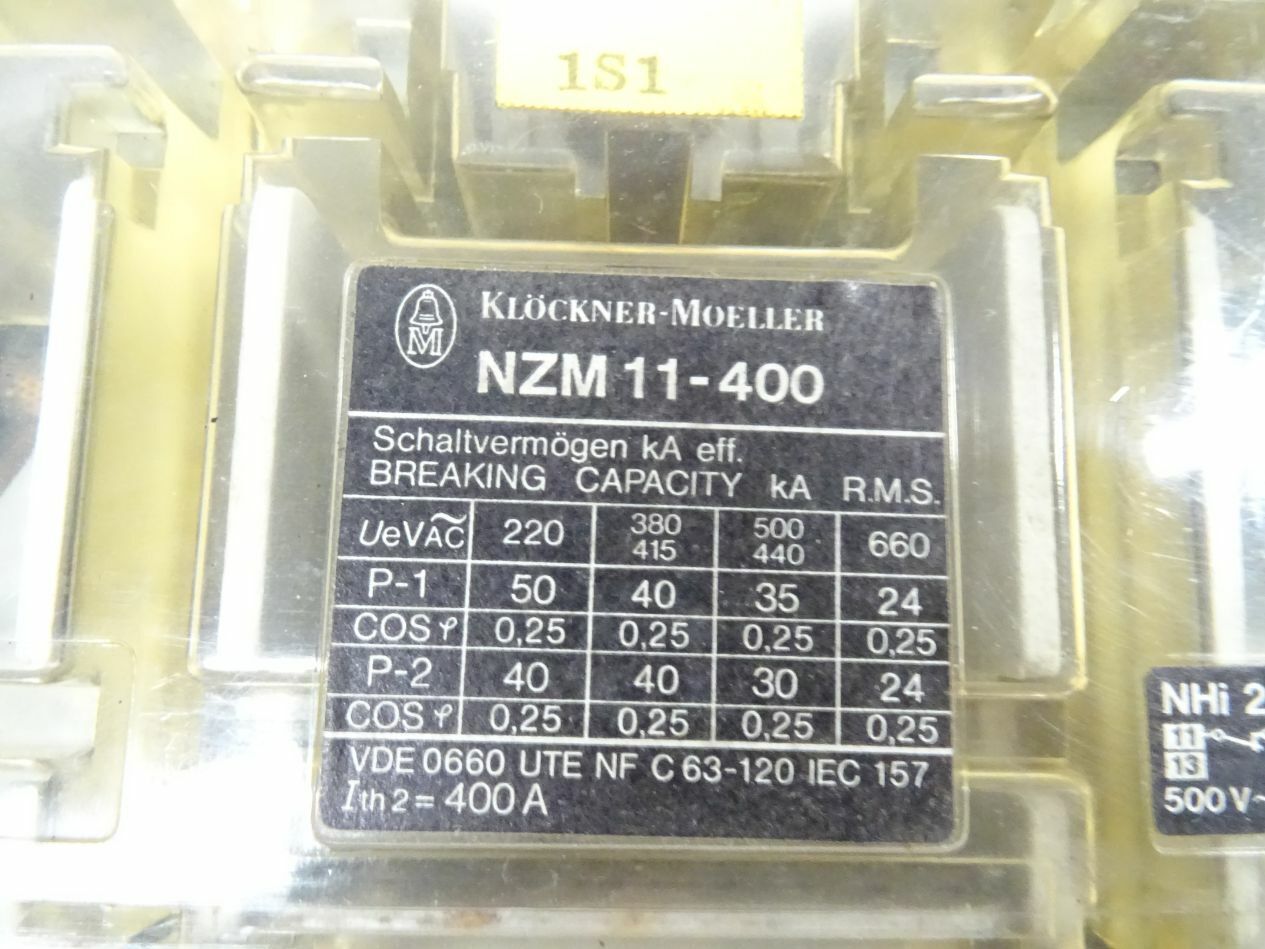 1S1
M
KLÖCKNER-MOELLER
NZM 11-400
Schaltvermögen kA eff.
BREAKING CAPACITY kA R.M.S.
UeV AC~ 220 380 415 500 440 660
P-1 50 40 35 24
COS φ 0,25 0,25 0,25 0,25
P-2 40 40 30 24
COS φ 0,25 0,25 0,25 0,25
VDE 0660 UTE NF C 63-120 IEC 157
Ith2 = 400 A
NHi 2
11
13
500 V~